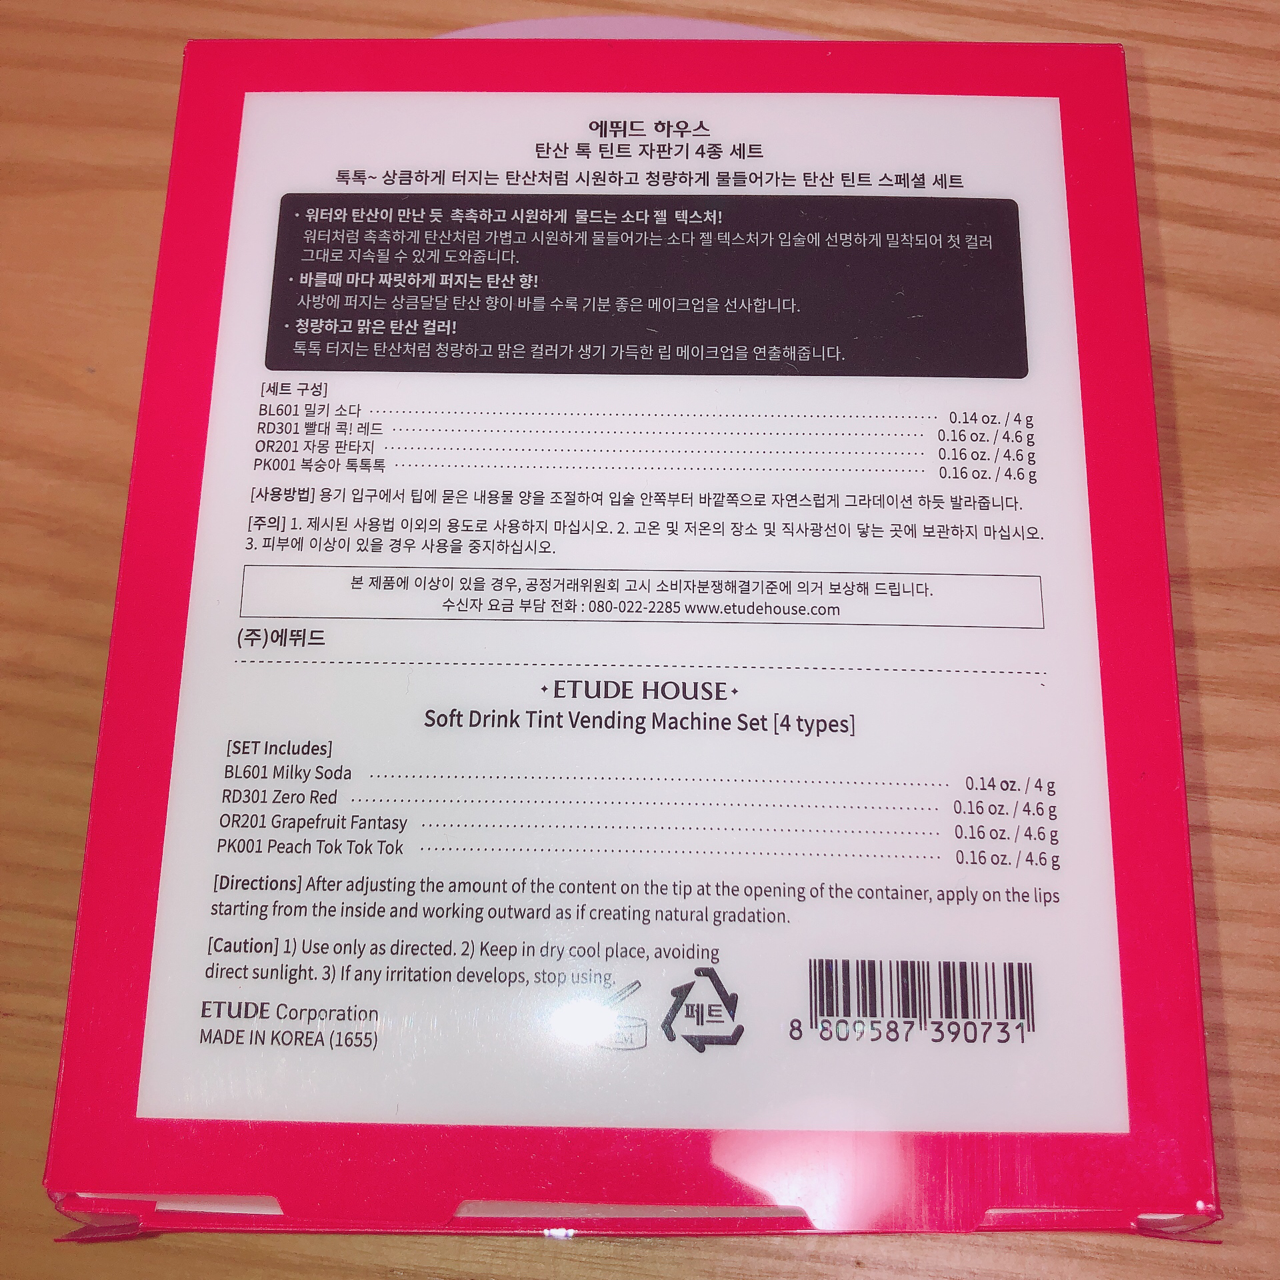 에뛰드 하우스
탄산 톡 틴트 자판기 4종 세트
톡톡~ 상큼하게 터지는 탄산처럼 시원하고 청량하게 물들어가는 탄산 틴트 스페셜 세트
· 워터와 탄산이 만난 듯 촉촉하고 시원하게 물드는 소다 젤 텍스처!
워터처럼 촉촉하게 탄산처럼 가볍고 시원하게 물들어가는 소다 젤 텍스처가 입술에 선명하게 밀착되어 첫 컬러
그대로 지속될 수 있게 도와줍니다.
· 바를때 마다 짜릿하게 퍼지는 탄산 향!
사방에 퍼지는 상큼달달 탄산 향이 바를 수록 기분 좋은 메이크업을 선사합니다.
· 청량하고 맑은 탄산 컬러!
톡톡 터지는 탄산처럼 청량하고 맑은 컬러가 생기 가득한 립 메이크업을 연출해줍니다.
[세트 구성]
BL601 밀키 소다 0.14 oz. / 4 g
RD301 빨대 콕! 레드 0.16 oz. / 4.6 g
OR201 자몽 판타지 0.16 oz. / 4.6 g
PK001 복숭아 톡톡톡 0.16 oz. / 4.6 g
[사용방법] 용기 입구에서 팁에 묻은 내용물 양을 조절하여 입술 안쪽부터 바깥쪽으로 자연스럽게 그라데이션 하듯 발라줍니다.
[주의] 1. 제시된 사용법 이외의 용도로 사용하지 마십시오. 2. 고온 및 저온의 장소 및 직사광선이 닿는 곳에 보관하지 마십시오.
3. 피부에 이상이 있을 경우 사용을 중지하십시오.
본 제품에 이상이 있을 경우, 공정거래위원회 고시 소비자분쟁해결기준에 의거 보상해 드립니다.
수신자 요금 부담 전화 : 080-022-2285 www.etudehouse.com
(주)에뛰드
ETUDE HOUSE
Soft Drink Tint Vending Machine Set [4 types]
[SET Includes]
BL601 Milky Soda 0.14 oz. / 4 g
RD301 Zero Red 0.16 oz. / 4.6 g
OR201 Grapefruit Fantasy 0.16 oz. / 4.6 g
PK001 Peach Tok Tok Tok 0.16 oz. / 4.6 g
[Directions] After adjusting the amount of the content on the tip at the opening of the container, apply on the lips
starting from the inside and working outward as if creating natural gradation.
[Caution] 1) Use only as directed. 2) Keep in dry cool place, avoiding
direct sunlight. 3) If any irritation develops, stop using.
ETUDE Corporation
MADE IN KOREA (1655)
페트
8 809587 390731